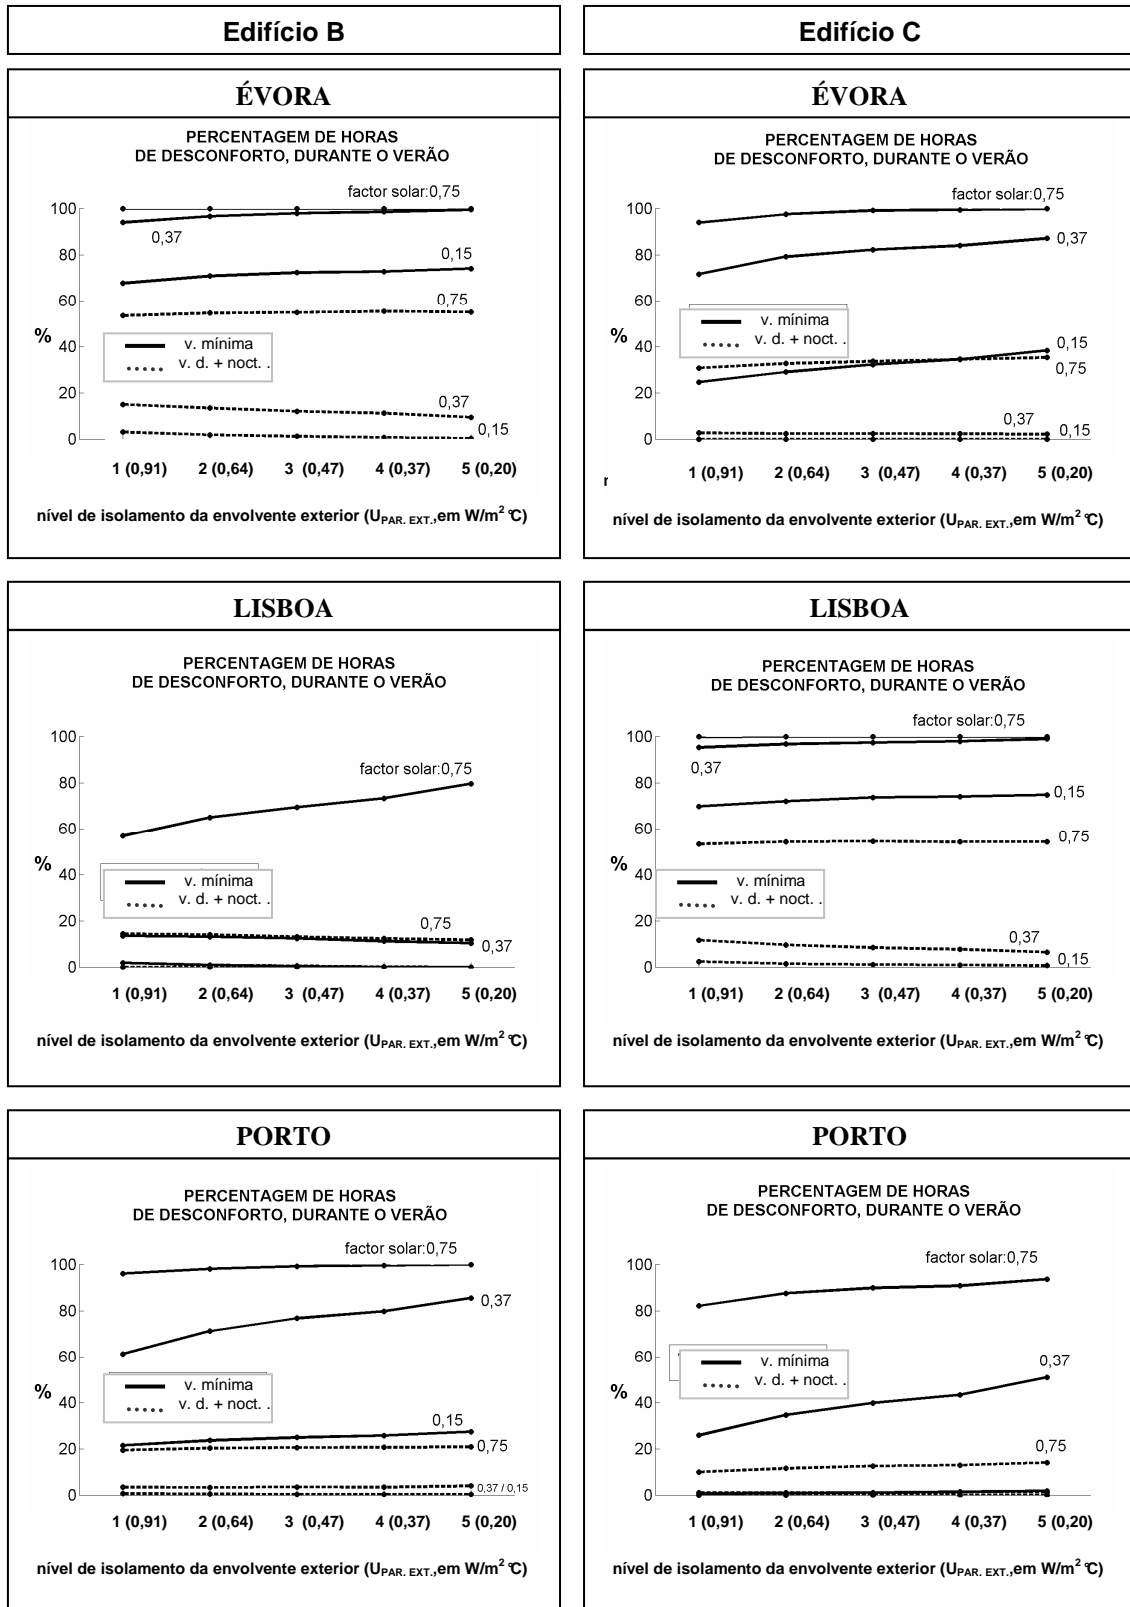 Edifício B
Edifício C
ÉVORA
PERCENTAGEM DE HORAS
DE DESCONFORTO, DURANTE O VERÃO
factor solar:0,75
100
0,37
80
0,15
60
0,75
%
v. mínima
40
v. d. + noct. .
20
0,37
0,15
0
1 (0,91) 2 (0,64) 3 (0,47) 4 (0,37) 5 (0,20)
nível de isolamento da envolvente exterior (UPAR. EXT.,em W/m2 ºC)
ÉVORA
PERCENTAGEM DE HORAS
DE DESCONFORTO, DURANTE O VERÃO
factor solar:0,75
100
0,37
80
60
%
v. mínima
0,15
40
v. d. + noct. .
0,75
20
0,37
0,15
0
1 (0,91) 2 (0,64) 3 (0,47) 4 (0,37) 5 (0,20)
r
nível de isolamento da envolvente exterior (UPAR. EXT.,em W/m2 ºC)
LISBOA
PERCENTAGEM DE HORAS
DE DESCONFORTO, DURANTE O VERÃO
100
factor solar:0,75
80
60
%
40
v. mínima
v. d. + noct. .
20
0,75
0,37
0
1 (0,91) 2 (0,64) 3 (0,47) 4 (0,37) 5 (0,20)
nível de isolamento da envolvente exterior (UPAR. EXT.,em W/m2 ºC)
LISBOA
PERCENTAGEM DE HORAS
DE DESCONFORTO, DURANTE O VERÃO
factor solar:0,75
100
0,37
80
0,15
60
0,75
%
40
v. mínima
v. d. + noct. .
20
0,37
0,15
0
1 (0,91) 2 (0,64) 3 (0,47) 4 (0,37) 5 (0,20)
nível de isolamento da envolvente exterior (UPAR. EXT.,em W/m2 ºC)
PORTO
PERCENTAGEM DE HORAS
DE DESCONFORTO, DURANTE O VERÃO
factor solar:0,75
100
0,37
80
60
%
v. mínima
40
v. d. + noct. .
0,15
20
0,75
0,37 / 0,15
0
1 (0,91) 2 (0,64) 3 (0,47) 4 (0,37) 5 (0,20)
nível de isolamento da envolvente exterior (UPAR. EXT.,em W/m2 ºC)
PORTO
PERCENTAGEM DE HORAS
DE DESCONFORTO, DURANTE O VERÃO
factor solar:0,75
100
80
60
0,37
%
v. mínima
40
v. d. + noct. .
20
0,75
0
1 (0,91) 2 (0,64) 3 (0,47) 4 (0,37) 5 (0,20)
nível de isolamento da envolvente exterior (UPAR. EXT.,em W/m2 ºC)